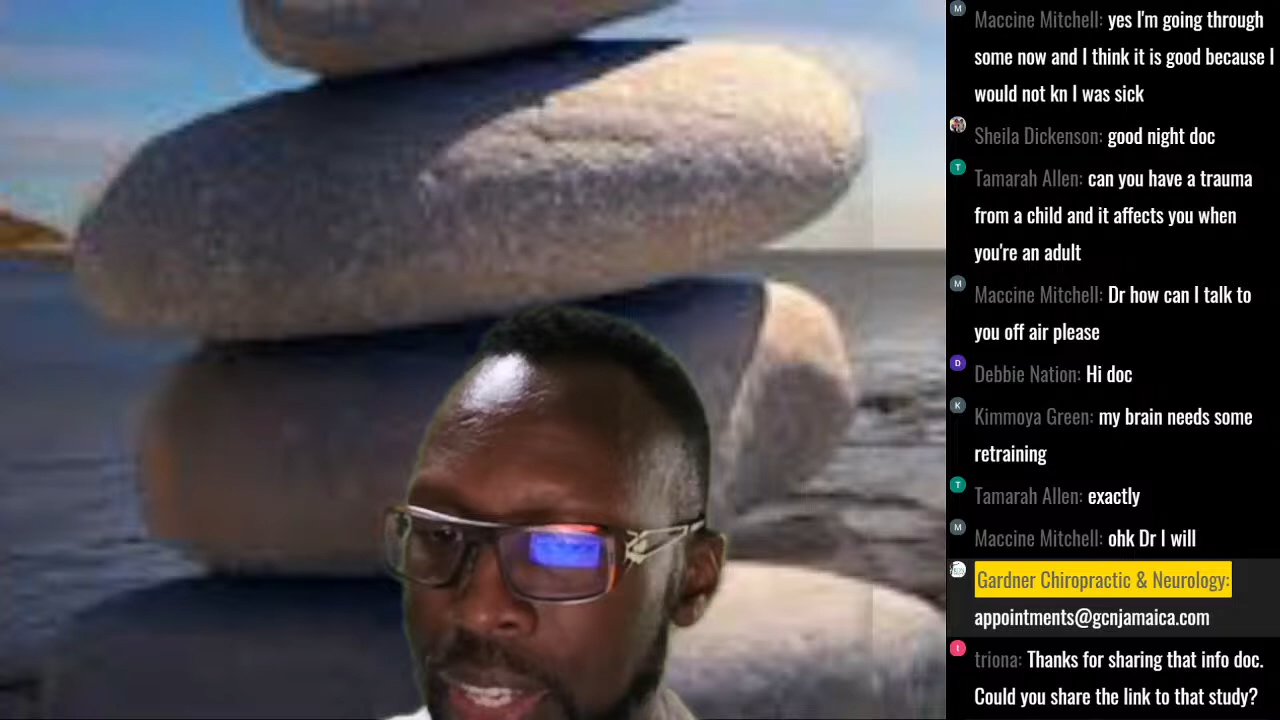 Maccine Mitchell: yes I'm going through
some now and I think it is good because I
would not kn I was sick
Sheila Dickenson: good night doc
Tamarah Allen: can you have a trauma
from a child and it affects you when
you're an adult
Maccine Mitchell: Dr how can I talk to
you off air please
Debbie Nation: Hi doc
Kimmoya Green: my brain needs some
retraining
Tamarah Allen: exactly
Maccine Mitchell: ohk Dr I will
Gardner Chiropractic & Neurology:
appointments@gcnjamaica.com
triona: Thanks for sharing that info doc.
Could you share the link to that study?